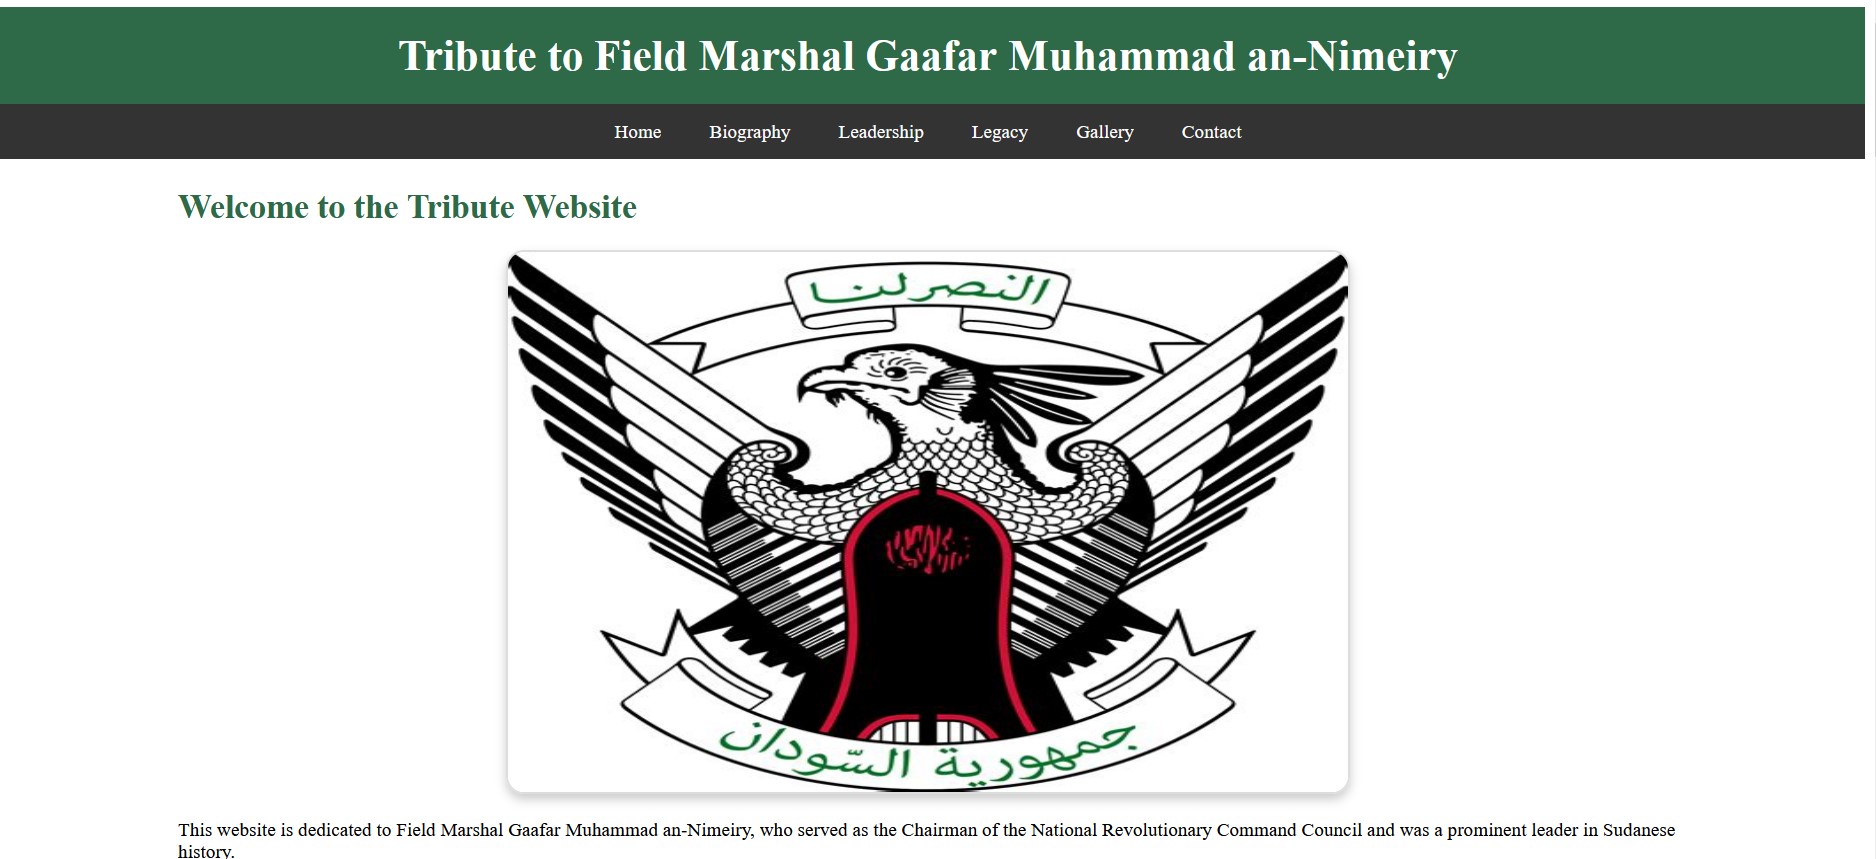 Tribute to Field Marshal Gaafar Muhammad an-Nimeiry
Home Biography Leadership Legacy Gallery Contact
Welcome to the Tribute Website
النصر لنا
جمهورية السّودان
This website is dedicated to Field Marshal Gaafar Muhammad an-Nimeiry, who served as the Chairman of the National Revolutionary Command Council and was a prominent leader in Sudanese
history.